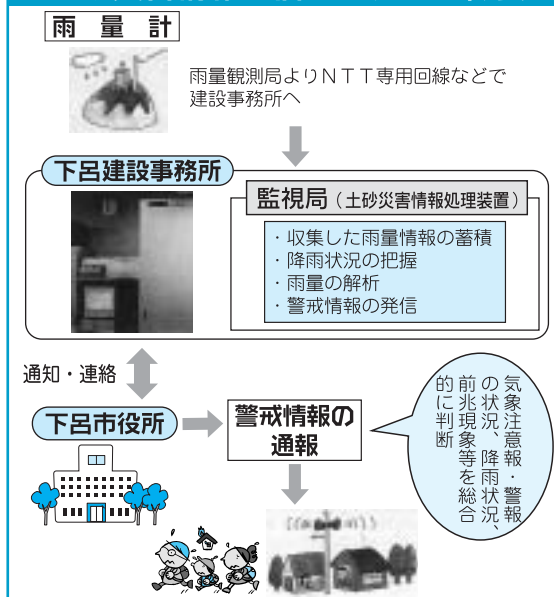 雨量計
雨量観測局よりＮＴＴ専用回線などで
建設事務所へ
下呂建設事務所
監視局（土砂災害情報処理装置）
・収集した雨量情報の蓄積
・降雨状況の把握
・雨量の解析
・警戒情報の発信
通知・連絡
下呂市役所
警戒情報の
通報
気象注意報・警報
の状況、降雨状況、
前兆現象等を総合
的に判断